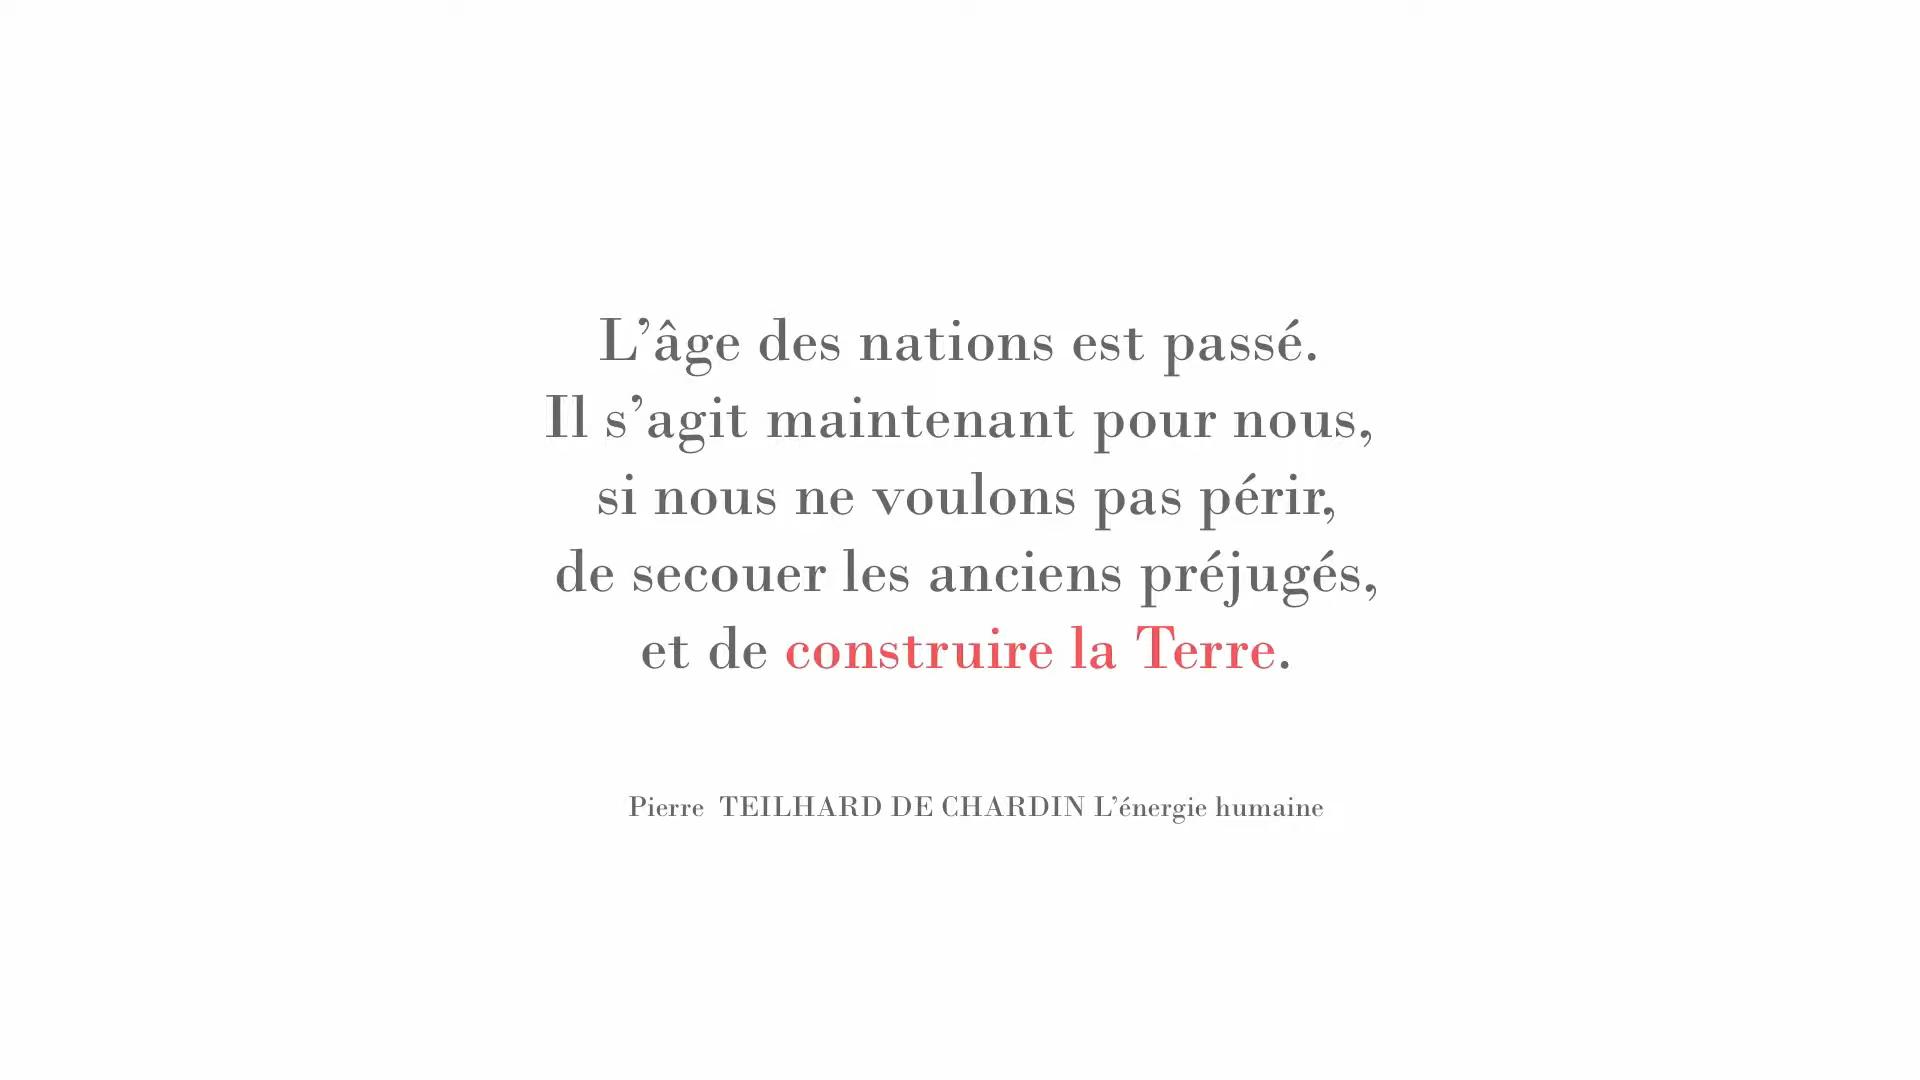 L’âge des nations est passé.
Il s’agit maintenant pour nous,
si nous ne voulons pas périr,
de secouer les anciens préjugés,
et de construire la Terre.
Pierre TEILHARD DE CHARDIN L’énergie humaine